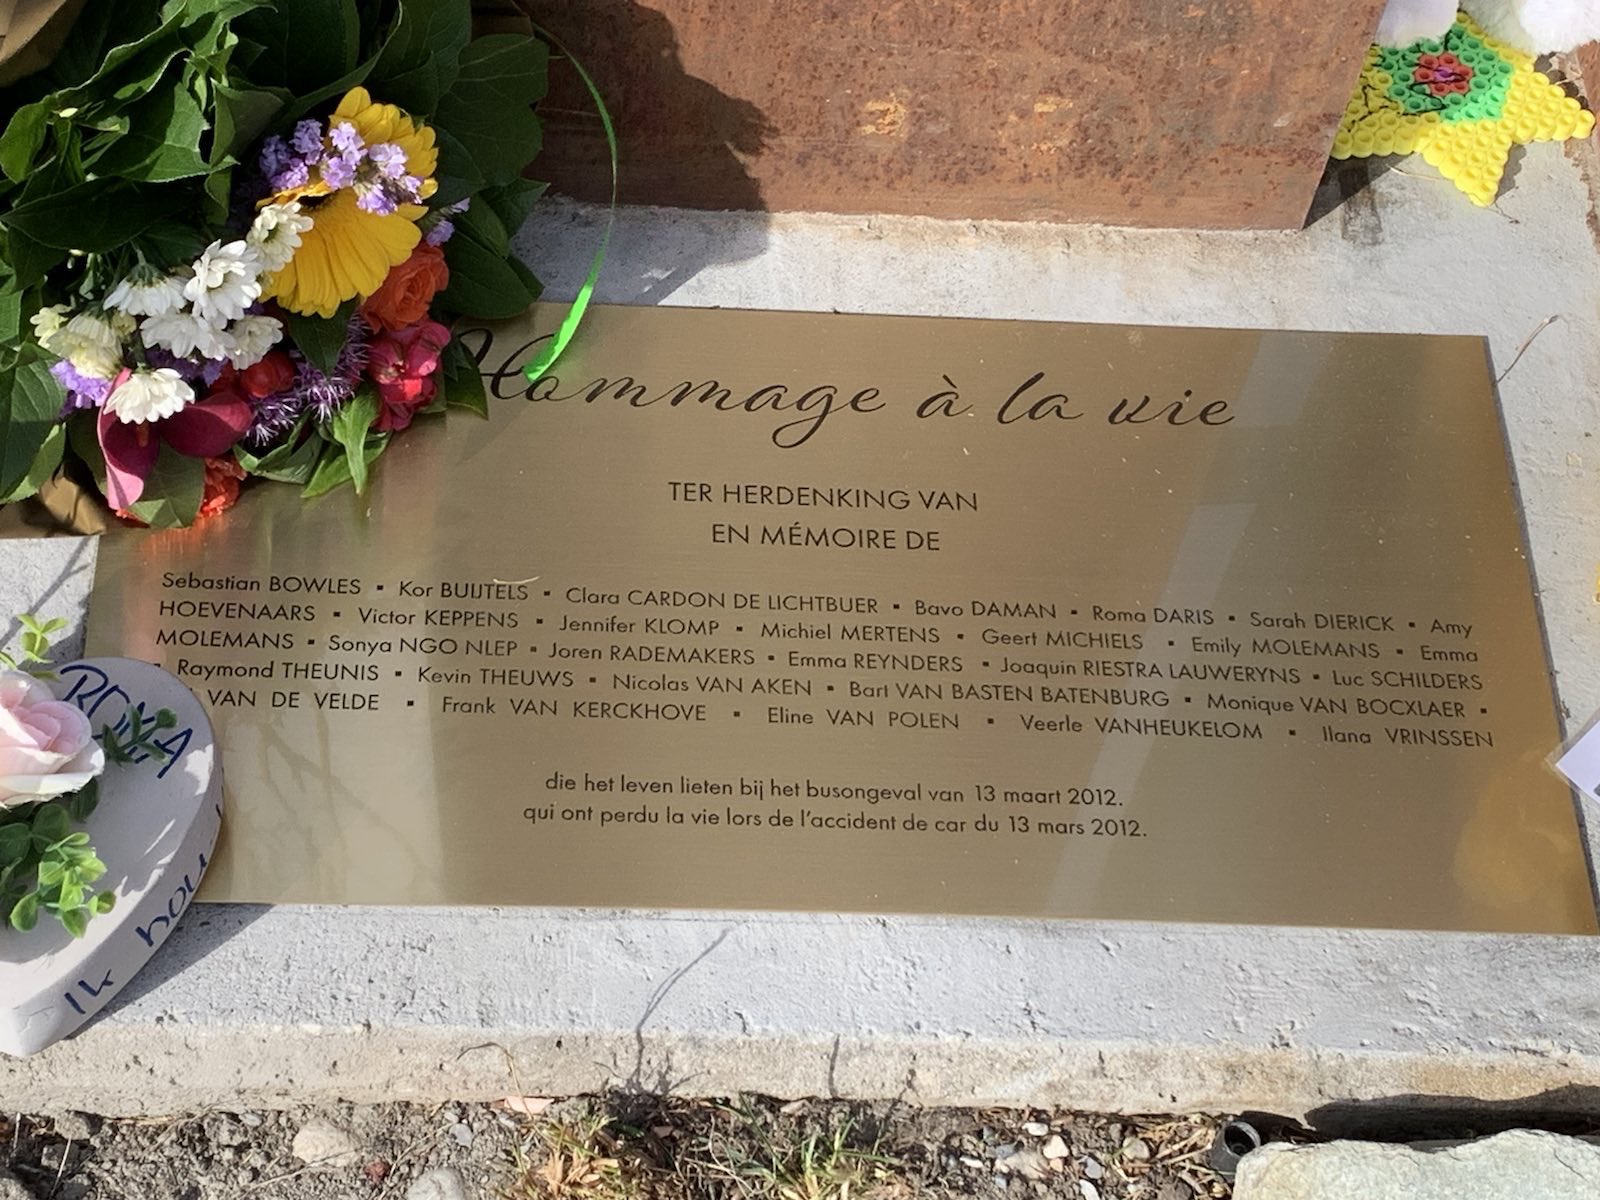 Hommage à la vie
TER HERDENKING VAN
EN MÉMOIRE DE
Sebastian BOWLES ▪ Kor BUIJTELS ▪ Clara CARDON DE LICHTBUER ▪ Bavo DAMAN ▪ Roma DARIS ▪ Sarah DIERICK ▪ Amy
HOEVENAARS ▪ Victor KEPPENS ▪ Jennifer KLOMP ▪ Michiel MERTENS ▪ Geert MICHIELS ▪ Emily MOLEMANS ▪ Emma
MOLEMANS ▪ Sonya NGO NLEP ▪ Joren RADEMAKERS ▪ Emma REYNDERS ▪ Joaquin RIESTRA LAUWERYNS ▪ Luc SCHILDERS
▪ Raymond THEUNIS ▪ Kevin THEUWS ▪ Nicolas VAN AKEN ▪ Bart VAN BASTEN BATENBURG ▪ Monique VAN BOCXLAER ▪
VAN DE VELDE ▪ Frank VAN KERCKHOVE ▪ Eline VAN POLEN ▪ Veerle VANHEUKELOM ▪ Ilana VRINSSEN
die het leven lieten bij het busongeval van 13 maart 2012.
qui ont perdu la vie lors de l'accident de car du 13 mars 2012.
ROMA
Ik hou